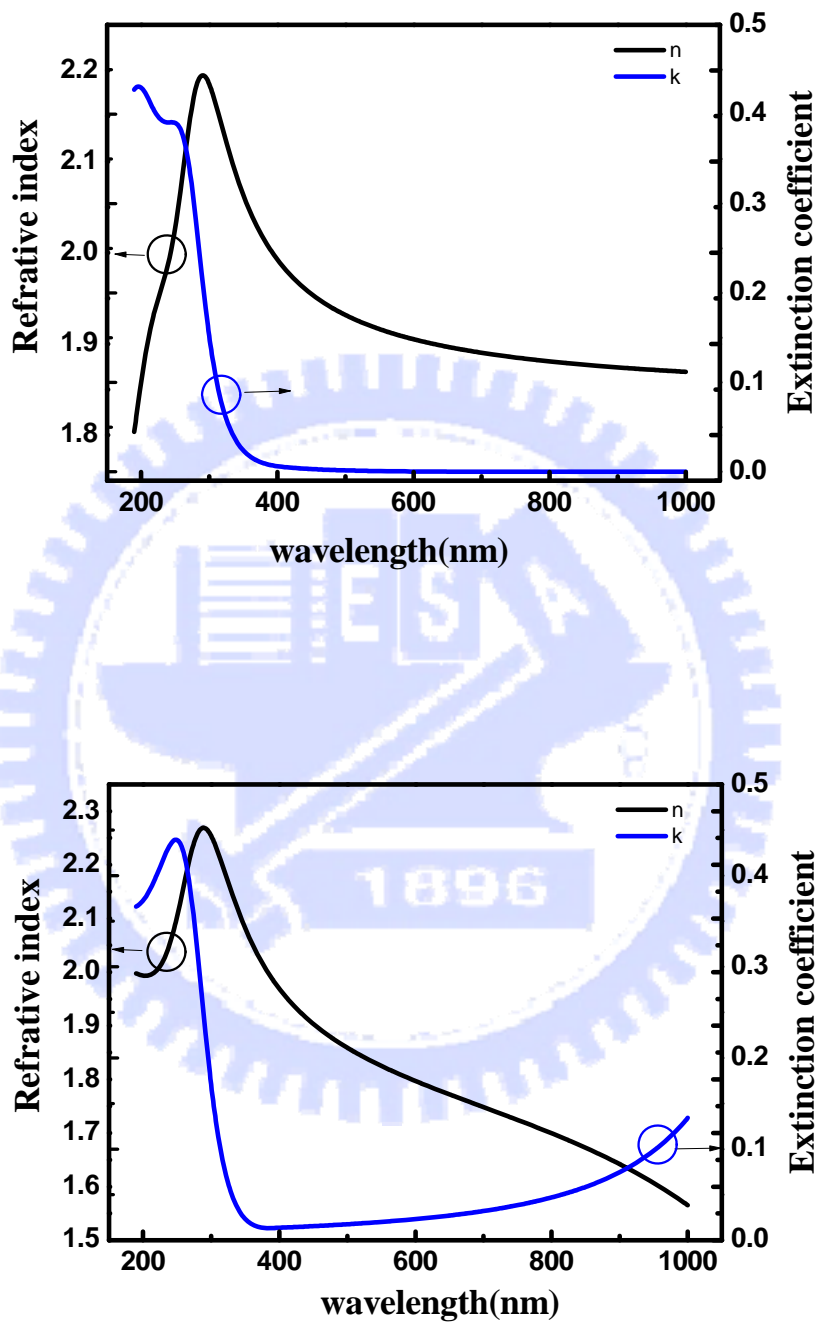 0.5
n
k
2.2
0.4
2.1
0.3
2.0
0.2
1.9
0.1
1.8
0.0
200 400 600 800 1000
Refrative index
Extinction coefficient
wavelength(nm)
ESA
1896
0.5
n
k
2.3
2.2
0.4
2.1
2.0
0.3
1.9
0.2
1.8
1.7
0.1
1.6
1.5
0.0
200 400 600 800 1000
Refrative index
Extinction coefficient
wavelength(nm)